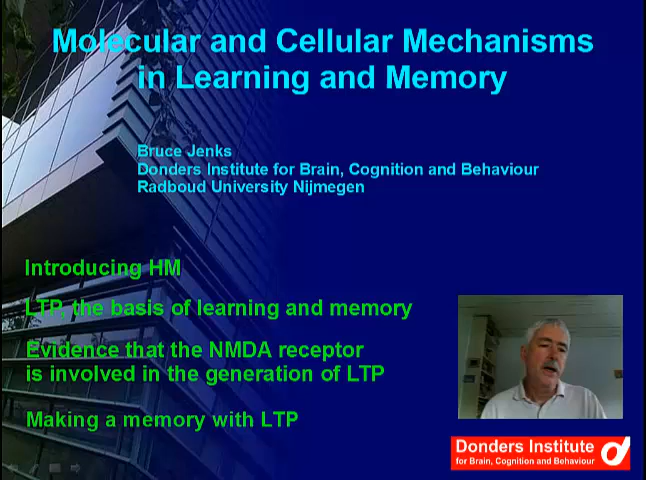 Molecular and Cellular Mechanisms
in Learning and Memory
Bruce Jenks
Donders Institute for Brain, Cognition and Behaviour
Radboud University Nijmegen
Introducing HM
LTP, the basis of learning and memory
Evidence that the NMDA receptor
is involved in the generation of LTP
Making a memory with LTP
Donders Institute
for Brain, Cognition and Behaviour